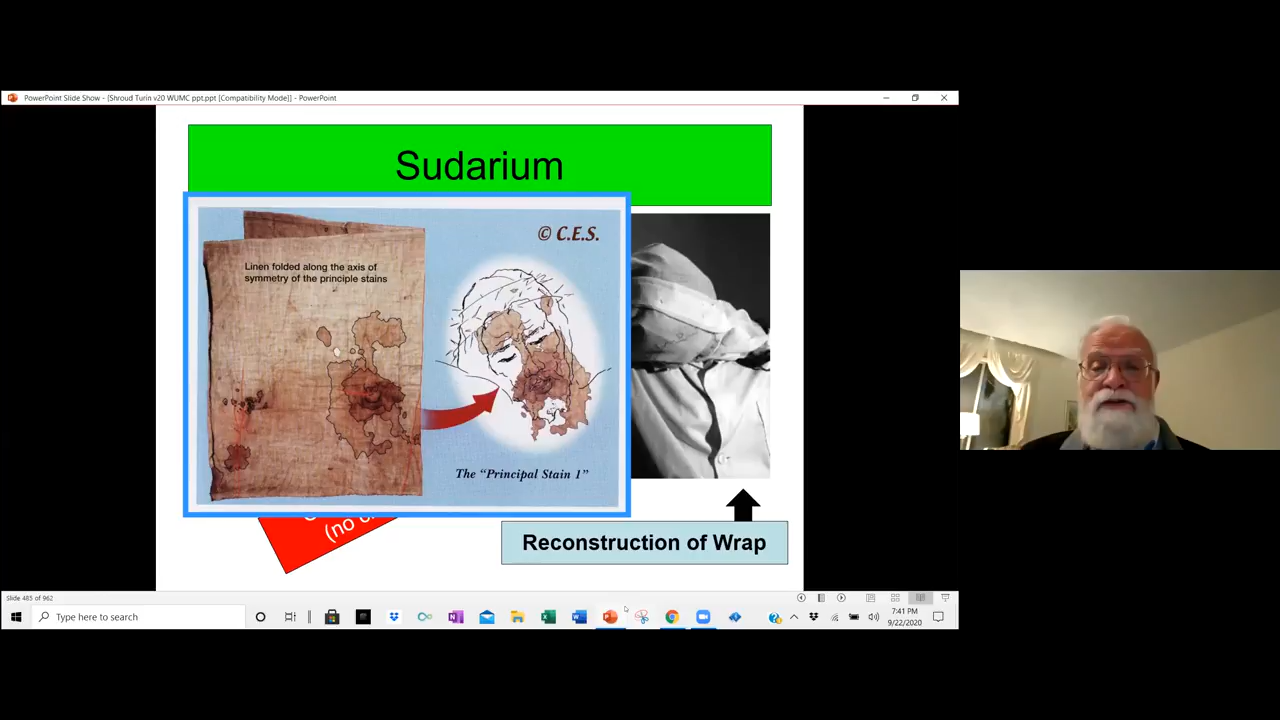 PowerPoint Slide Show - [Shroud Turin v20 WUMC ppt.ppt [Compatibility Mode]] - PowerPoint
Sudarium
© C.E.S.
Linen folded along the axis of
symmetry of the principle stains
The “Principal Stain 1”
(no
Reconstruction of Wrap
Slide 485 of 962
Type here to search
7:41 PM
9/22/2020